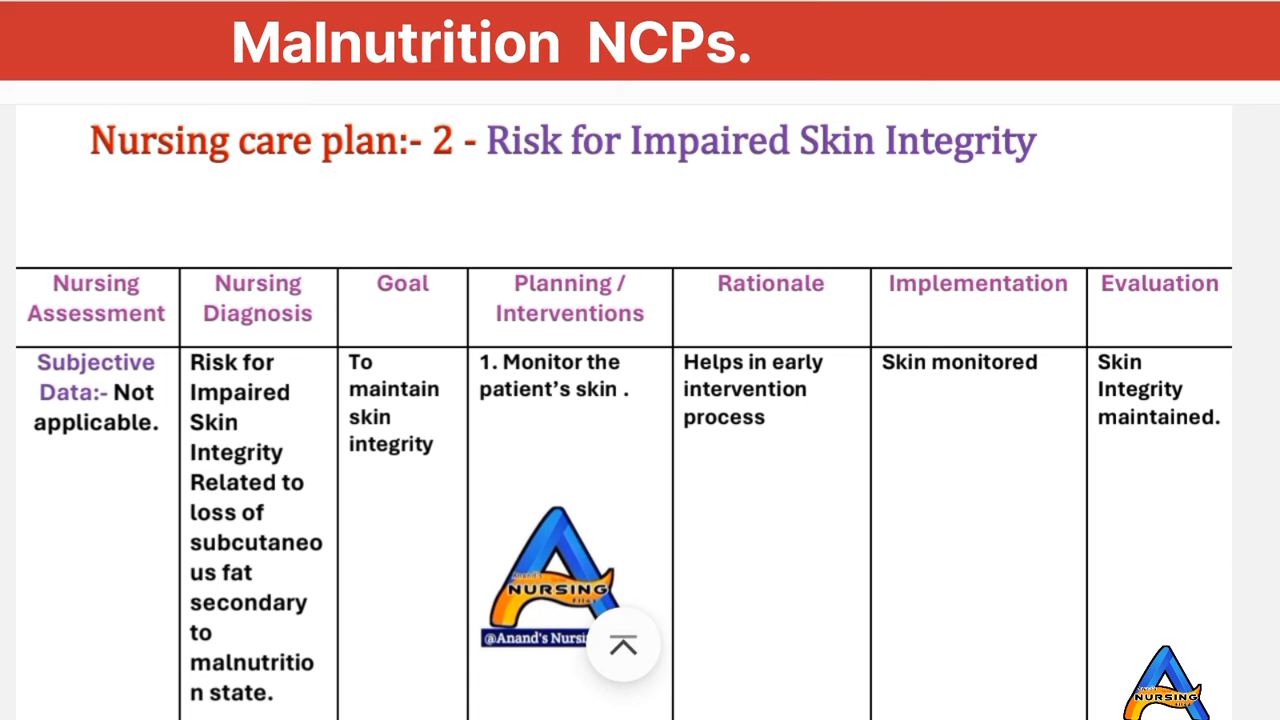 Malnutrition NCPs.
Nursing care plan:- 2 - Risk for Impaired Skin Integrity
Nursing
Assessment
Nursing
Diagnosis
Goal
Planning /
Interventions
Rationale
Implementation
Evaluation
Subjective
Data:- Not
applicable.
Risk for
Impaired
Skin
Integrity
Related to
loss of
subcutaneo
us fat
secondary
to
malnutritio
n state.
To
maintain
skin
integrity
1. Monitor the
patient’s skin .
Helps in early
intervention
process
Skin monitored
Skin
Integrity
maintained.
Anand's
NURSING
Files
@Anand's
NURSING